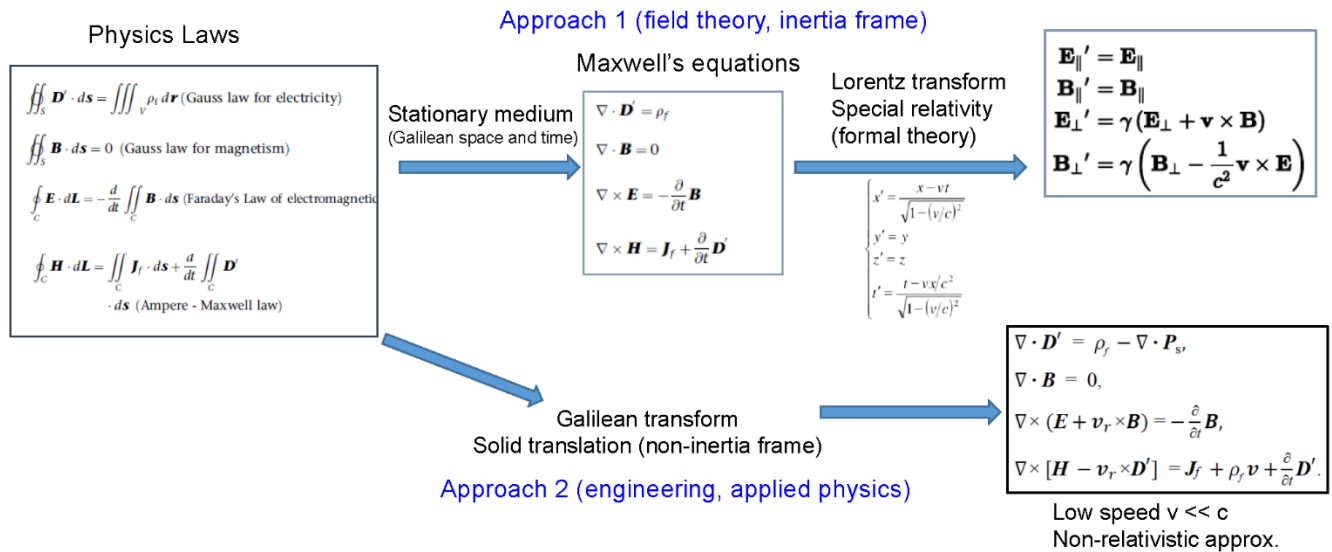 Approach 1 (field theory, inertia frame)
Physics Laws
∯_S D′ · ds = ∭_V ρ_f dr (Gauss law for electricity)
∯_S B · ds = 0 (Gauss law for magnetism)
∮_C E · dL = −d/dt ∬_C B · ds (Faraday's Law of electromagnetic
∮_C H · dL = ∬_C J_f · ds + d/dt ∬_C D′
· ds (Ampere - Maxwell law)
Stationary medium
(Galilean space and time)
Maxwell's equations
∇ · D′ = ρ_f
∇ · B = 0
∇ × E = −∂/∂t B
∇ × H = J_f + ∂/∂t D′
Lorentz transform
Special relativity
(formal theory)
x′ = (x − vt)/√(1−(v/c)²)
y′ = y
z′ = z
t′ = (t − vx/c²)/√(1−(v/c)²)
E_∥′ = E_∥
B_∥′ = B_∥
E_⊥′ = γ (E_⊥ + v × B)
B_⊥′ = γ (B_⊥ − 1/c² v × E)
Galilean transform
Solid translation (non-inertia frame)
Approach 2 (engineering, applied physics)
∇ · D′ = ρ_f − ∇ · P_s,
∇ · B = 0,
∇ × (E + v_r × B) = −∂/∂t B,
∇ × [H − v_r × D′] = J_f + ρ_f v + ∂/∂t D′.
Low speed v << c
Non-relativistic approx.